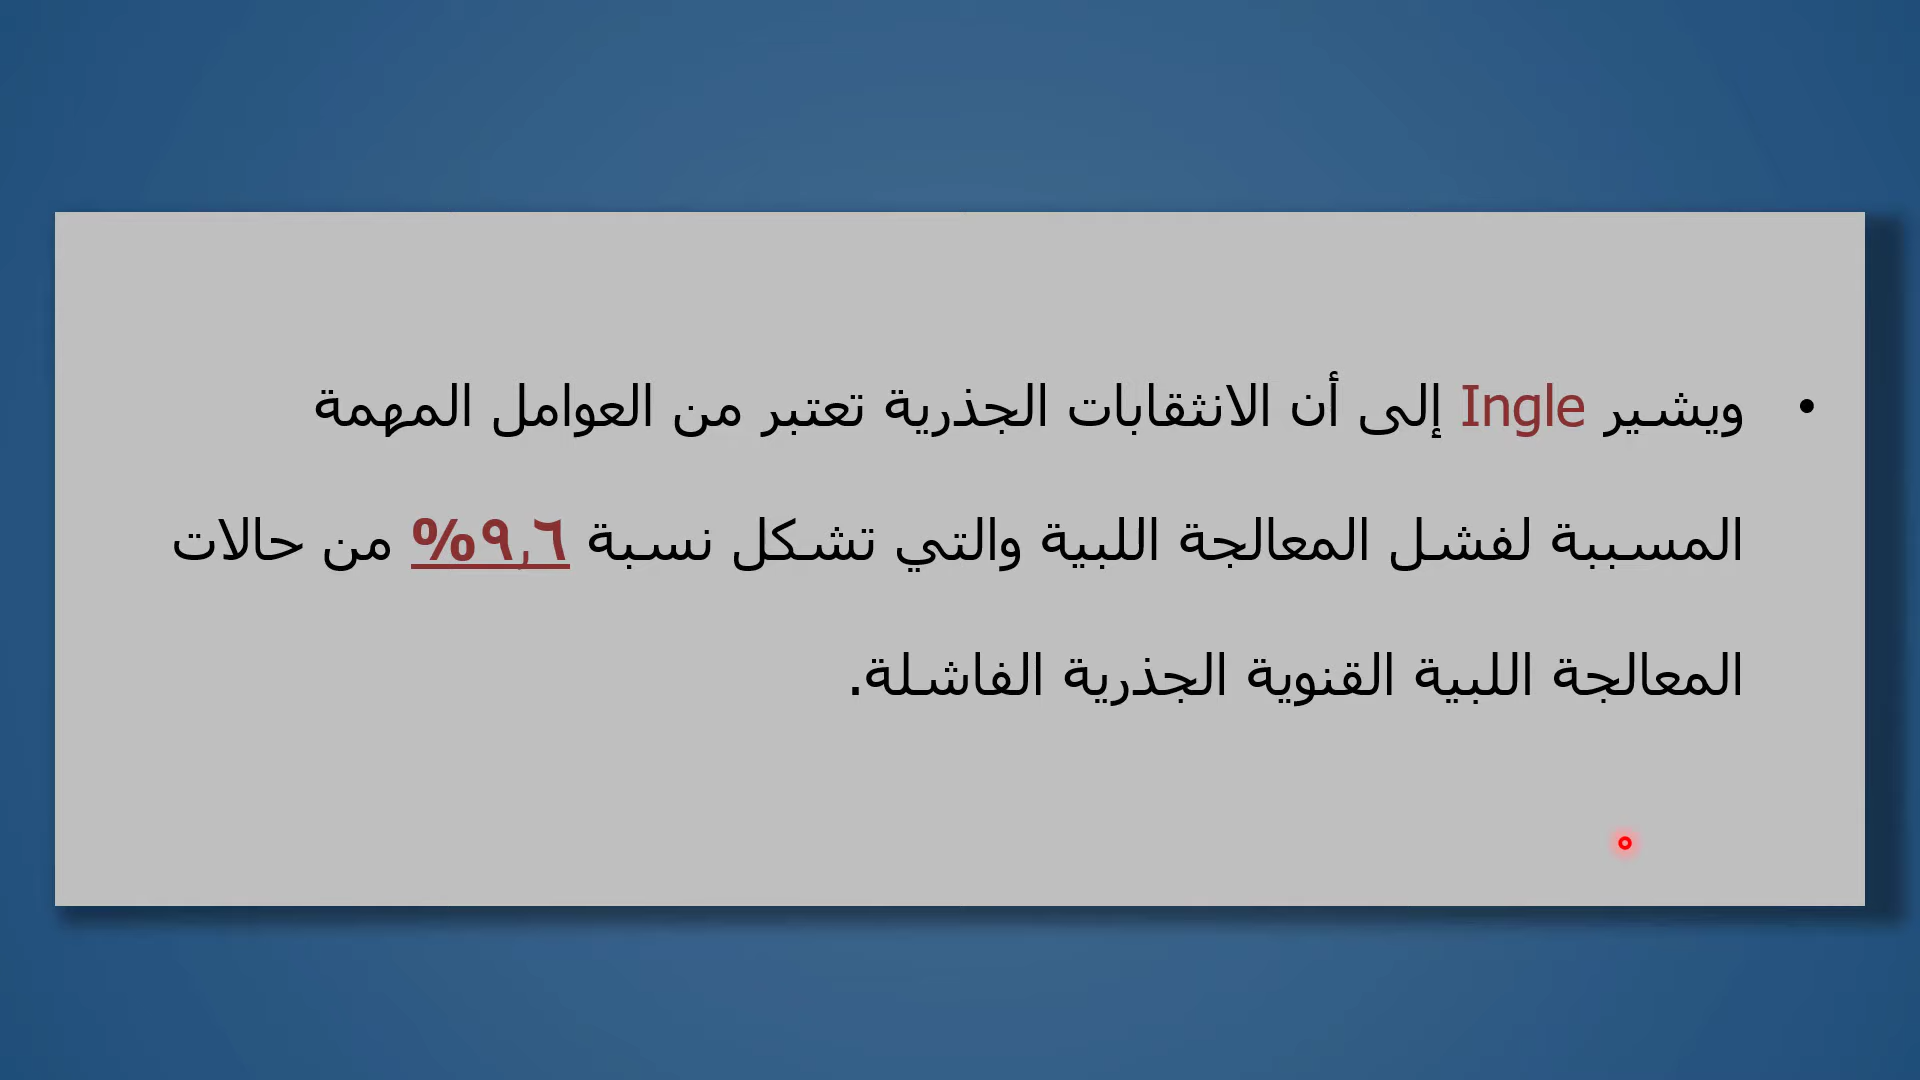 • ويشير Ingle إلى أن الانثقابات الجذرية تعتبر من العوامل المهمة
المسببة لفشل المعالجة اللبية والتي تشكل نسبة ٩٫٦% من حالات
المعالجة اللبية القنوية الجذرية الفاشلة.